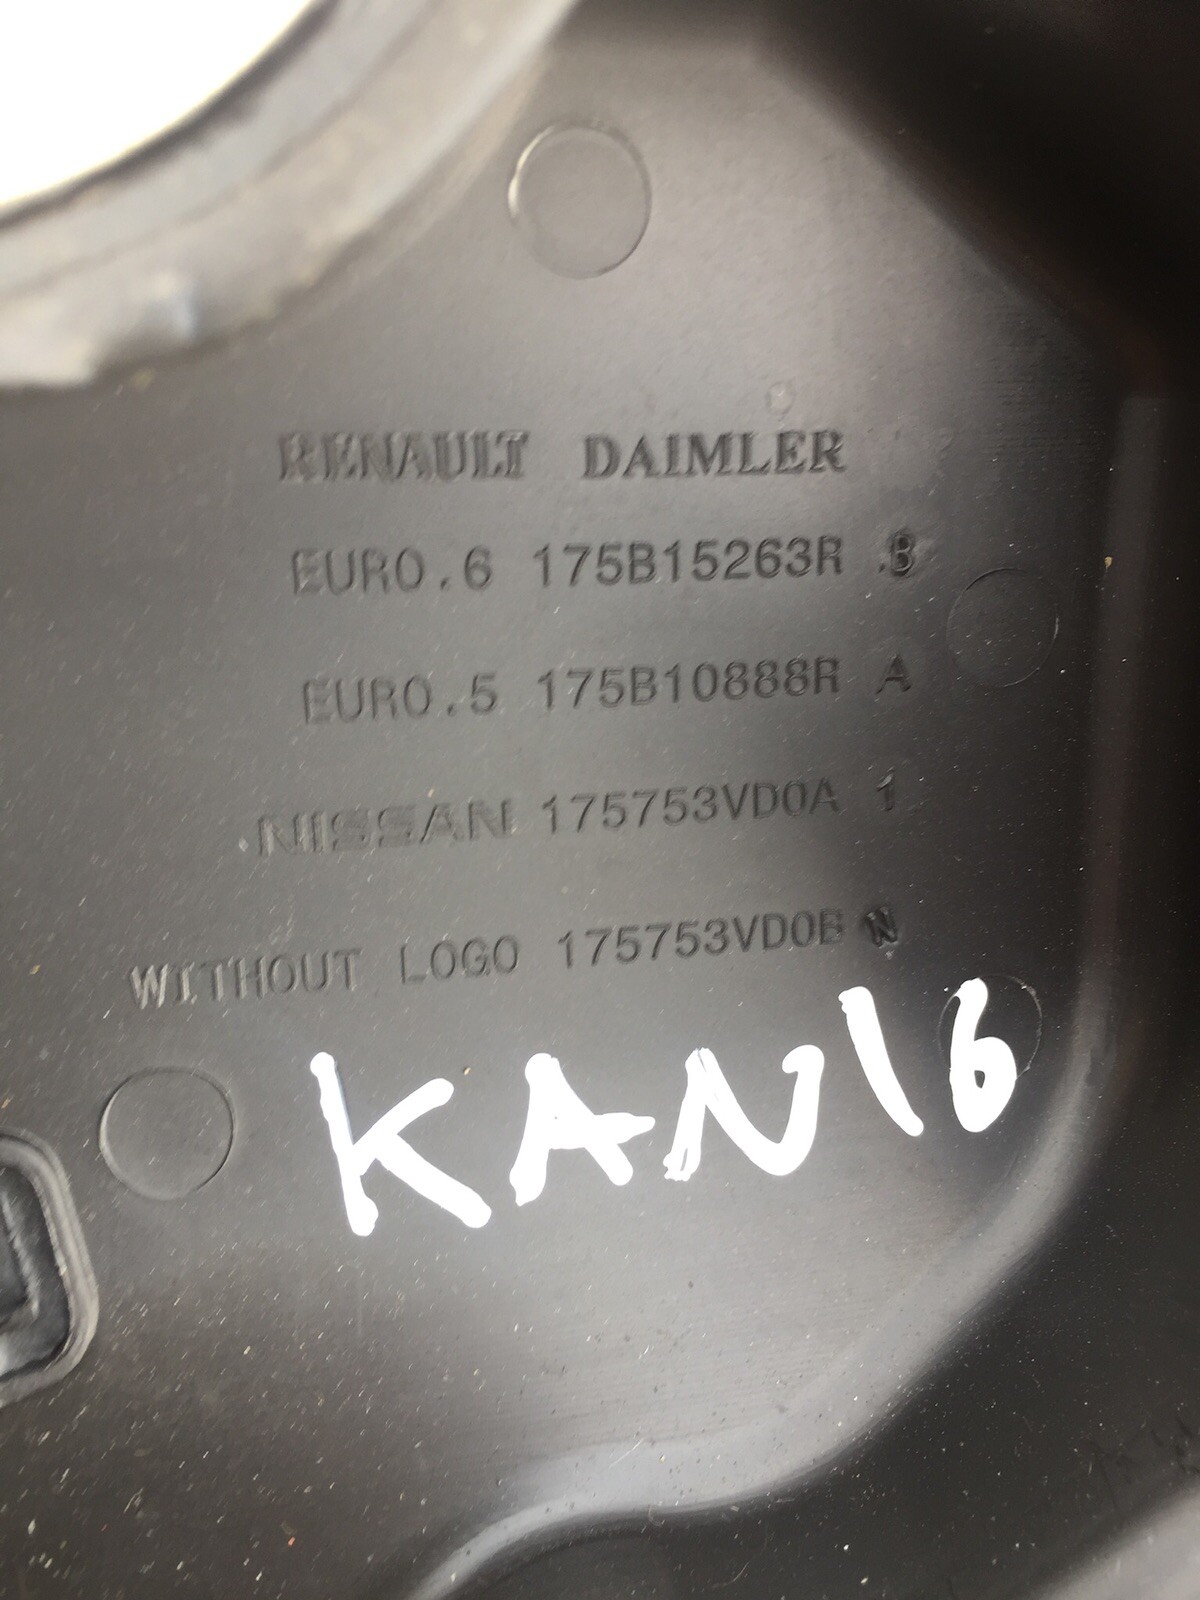 RENAULT DAIMLER
EURO.6 175B15263R .B
EURO.5 175B10888R A
NISSAN 175753VD0A 1
WITHOUT LOGO 175753VD0B N
KAN16